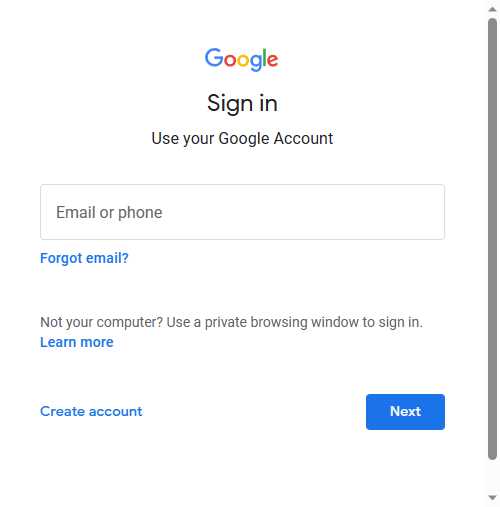 Google
Sign in
Use your Google Account
Email or phone
Forgot email?
Not your computer? Use a private browsing window to sign in.
Learn more
Create account
Next